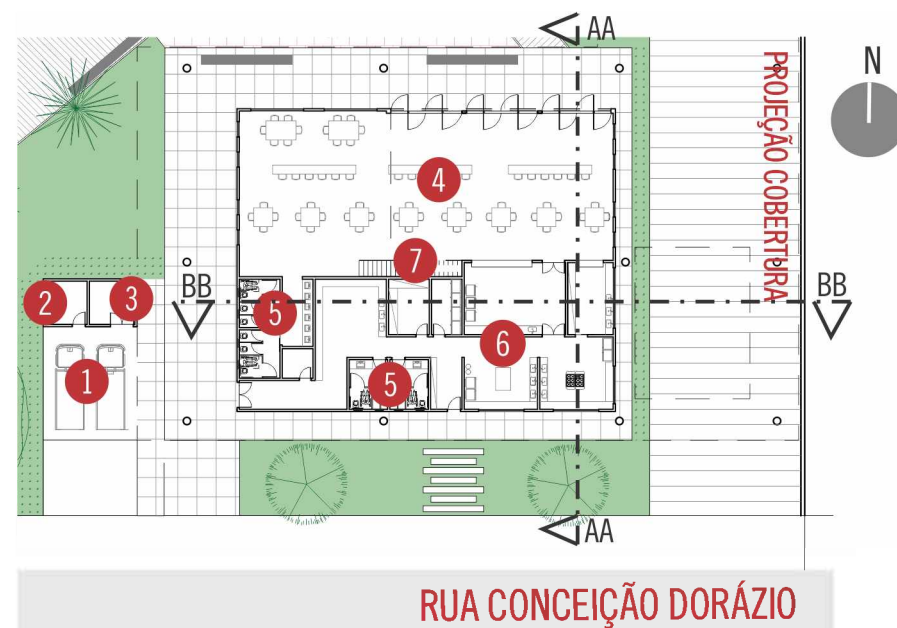 AA
N
PROJEÇÃO COBERTURA
4
7
2
3
BB
BB
5
6
1
5
AA
RUA CONCEIÇÃO DORÁZIO